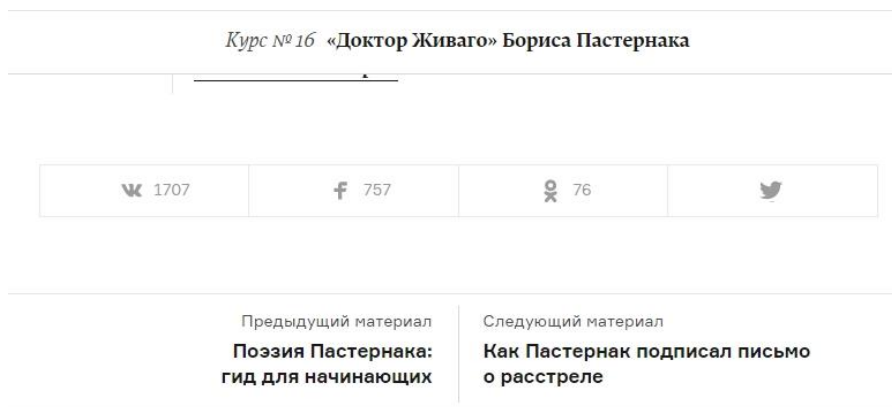 Курс № 16 «Доктор Живаго» Бориса Пастернака
1707
757
76
Предыдущий материал
Поэзия Пастернака:
гид для начинающих
Следующий материал
Как Пастернак подписал письмо
о расстреле